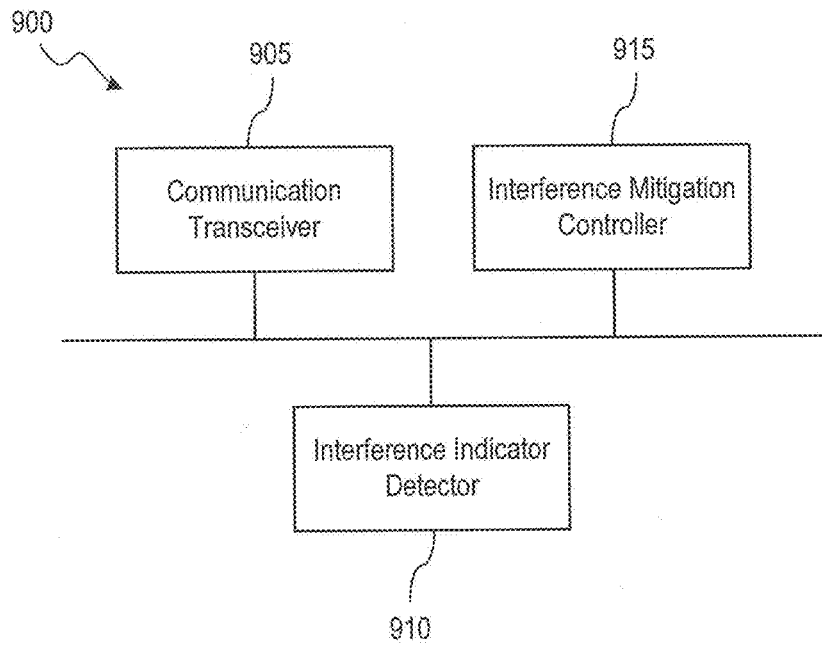 900
905
915
Communication
Transceiver
Interference Mitigation
Controller
Interference Indicator
Detector
910